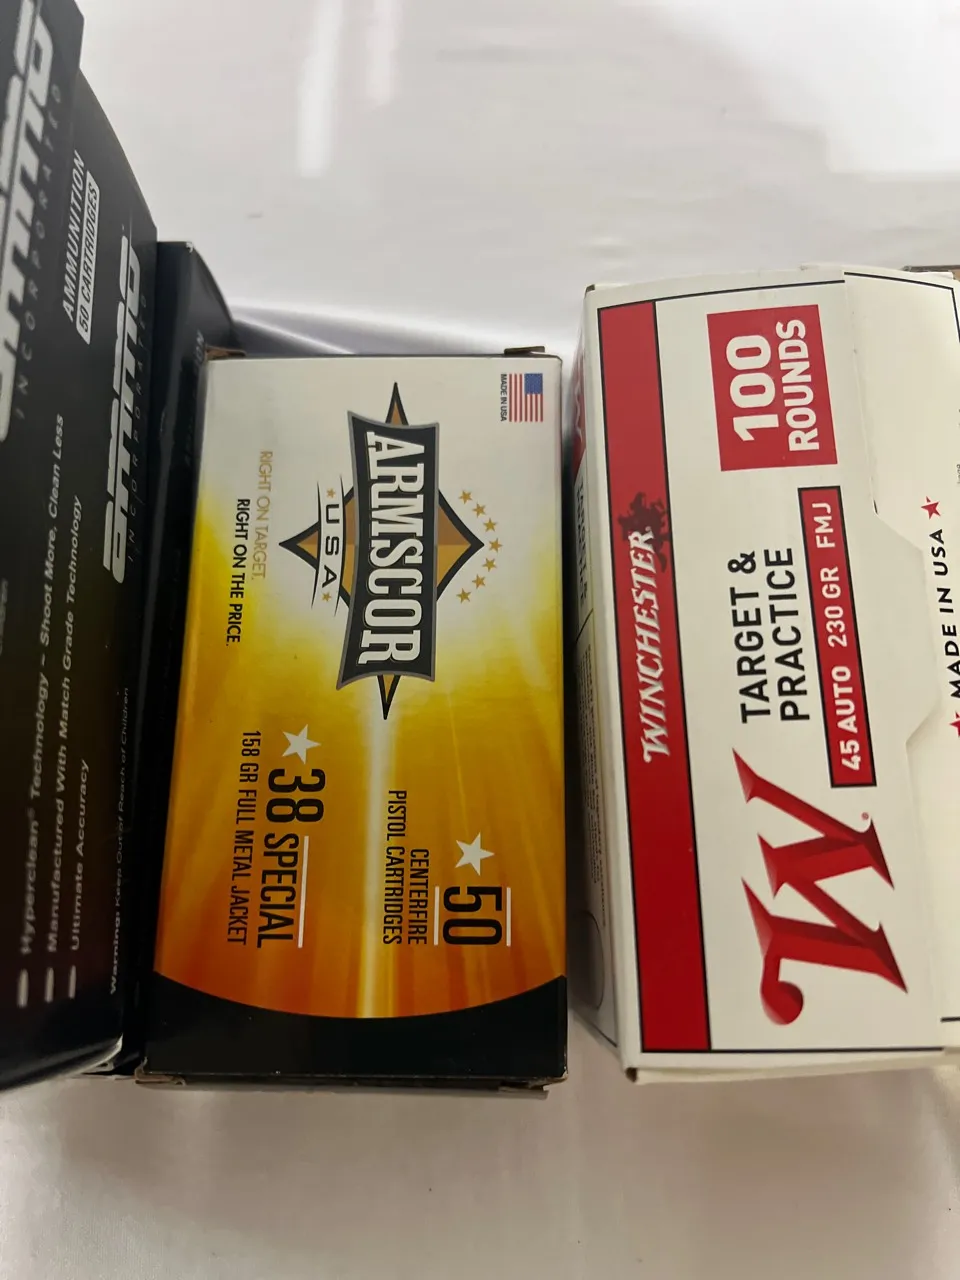 ammo
INCORPORATED
AMMUNITION
50 CARTRIDGES
Hyperclean® Technology – Shoot More, Clean Less
Manufactured With Match Grade Technology
Ultimate Accuracy
ammo
INCORPORATED
Warning: Keep Out of Reach of Children
MADE IN USA
ARMSCOR
USA
RIGHT ON TARGET.
RIGHT ON THE PRICE.
50
CENTERFIRE
PISTOL CARTRIDGES
38 SPECIAL
158 GR FULL METAL JACKET
WINCHESTER
100
ROUNDS
TARGET &
PRACTICE
45 AUTO 230 GR FMJ
W®
MADE IN USA